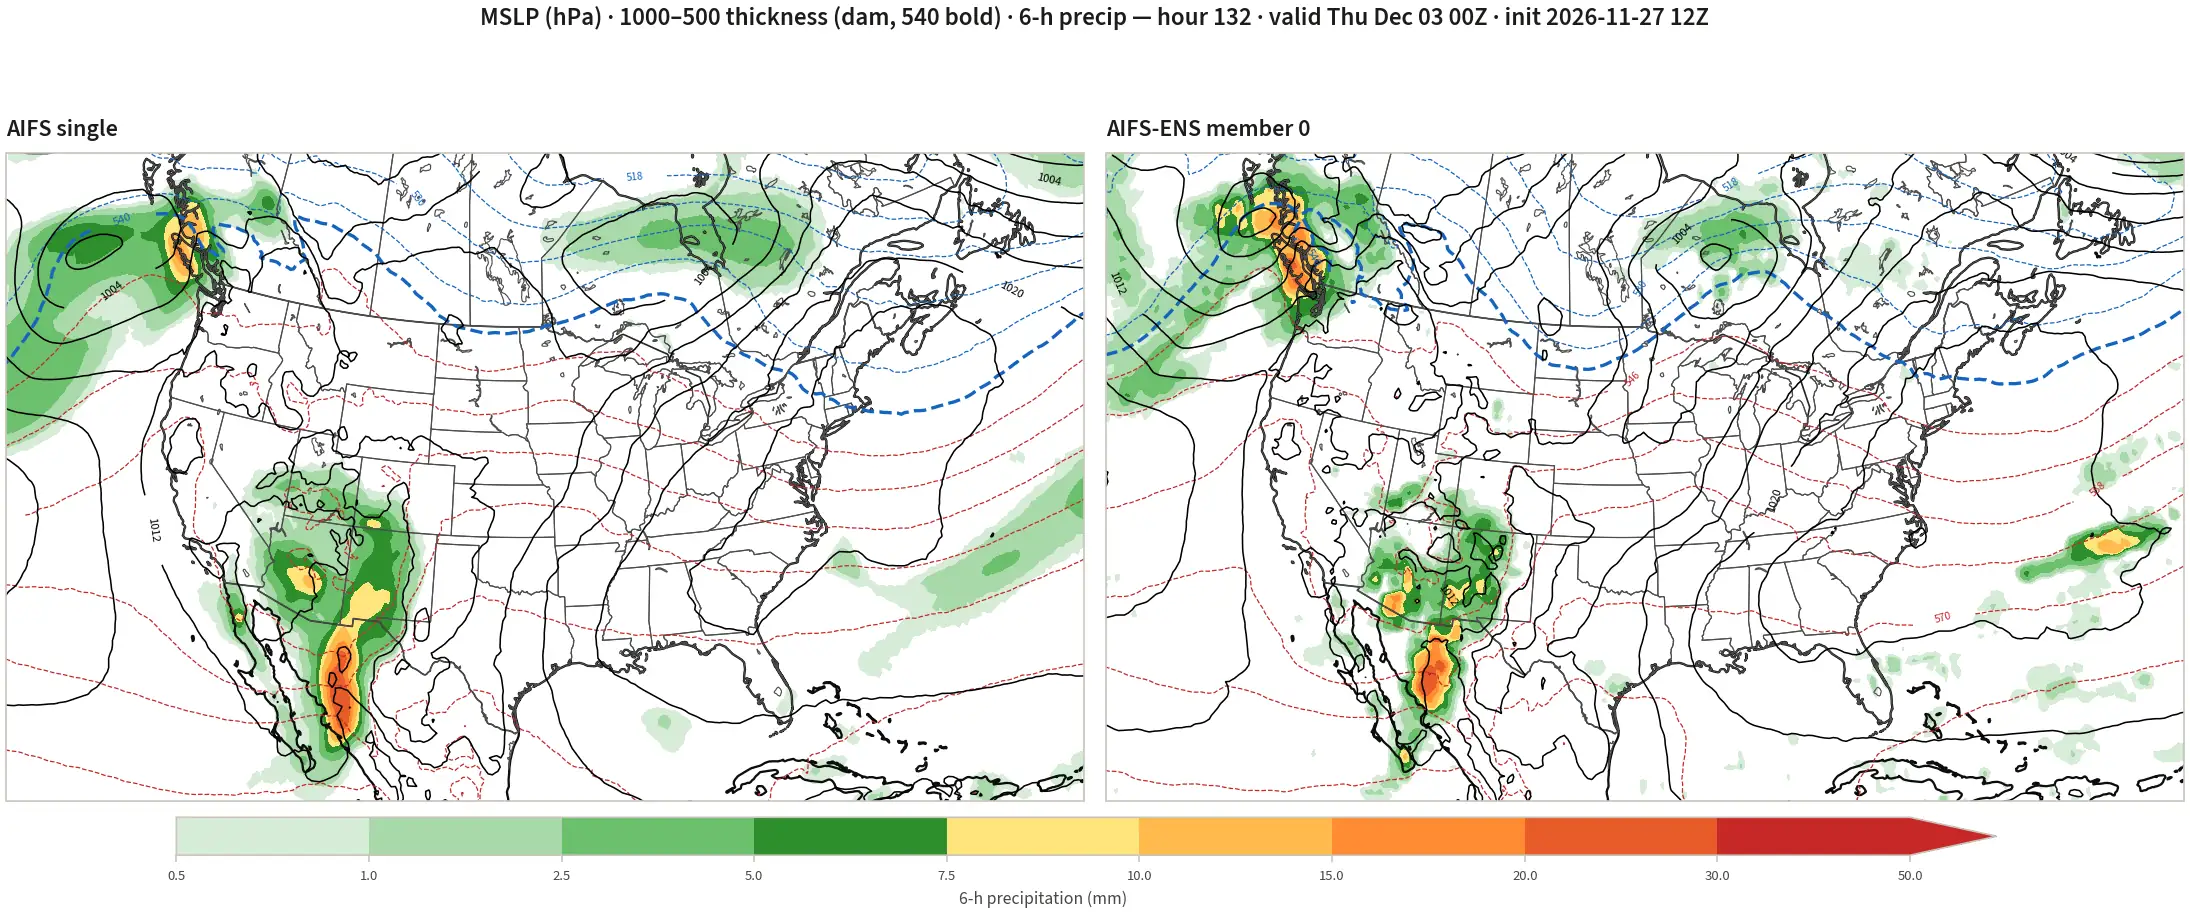 MSLP (hPa) · 1000–500 thickness (dam, 540 bold) · 6-h precip — hour 132 · valid Thu Dec 03 00Z · init 2026-11-27 12Z
AIFS single
AIFS-ENS member 0
518
1004
540
1004
1020
1012
518
1004
1012
546
1020
1012
570
0.5 1.0 2.5 5.0 7.5 10.0 15.0 20.0 30.0 50.0
6-h precipitation (mm)